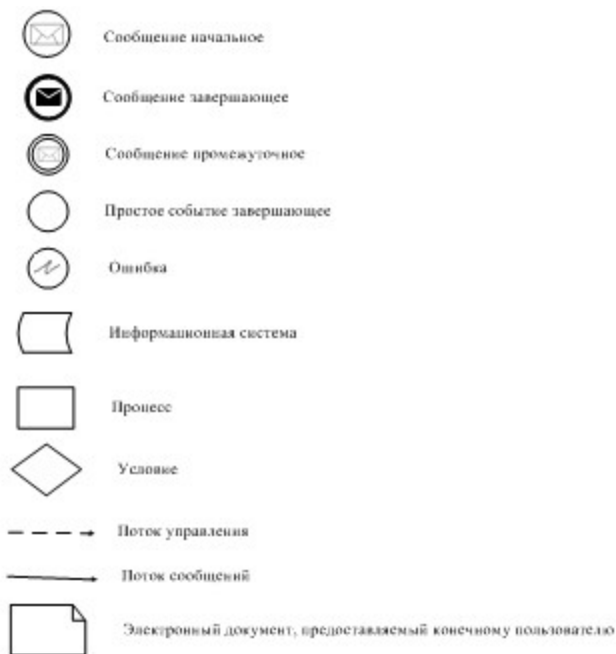 Сообщение начальное
Сообщение завершающее
Сообщение промежуточное
Простое событие завершающее
Ошибка
Информационная система
Процесс
Условие
Поток управления
Поток сообщений
Электронный документ, предоставляемый конечному пользователю